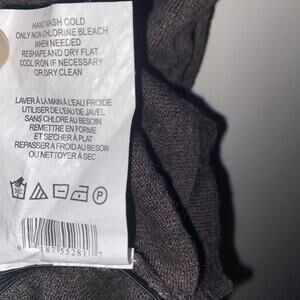 HAND WASH COLD
ONLY NON-CHLORINE BLEACH
WHEN NEEDED
RESHAPE AND DRY FLAT
COOL IRON IF NECESSARY
OR DRY CLEAN
LAVER À LA MAIN À L'EAU FROIDE
UTILISER DE L'EAU DE JAVEL
SANS CHLORE AU BESOIN
REMETTRE EN FORME
ET SÉCHER À PLAT
REPASSER À FROID AU BESOIN
OU NETTOYER À SEC
P